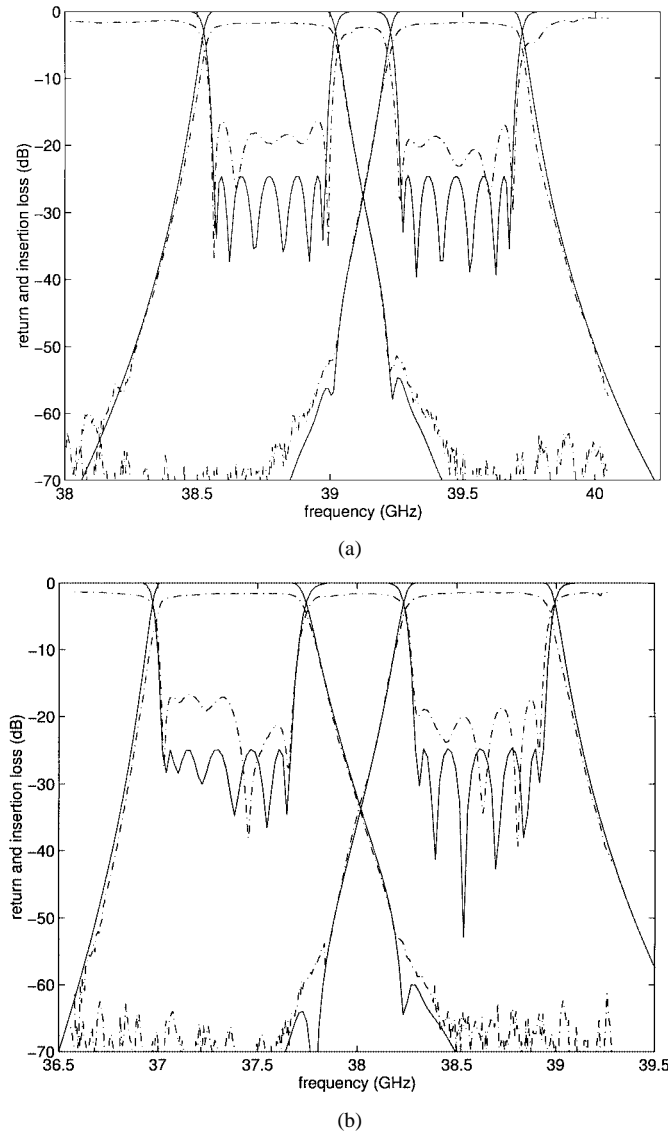 0
-10
-20
-30
-40
-50
-60
-70
return and insertion loss (dB)
38 38.5 39 39.5 40
frequency (GHz)
(a)
0
-10
-20
-30
-40
-50
-60
-70
return and insertion loss (dB)
36.5 37 37.5 38 38.5 39 39.5
frequency (GHz)
(b)